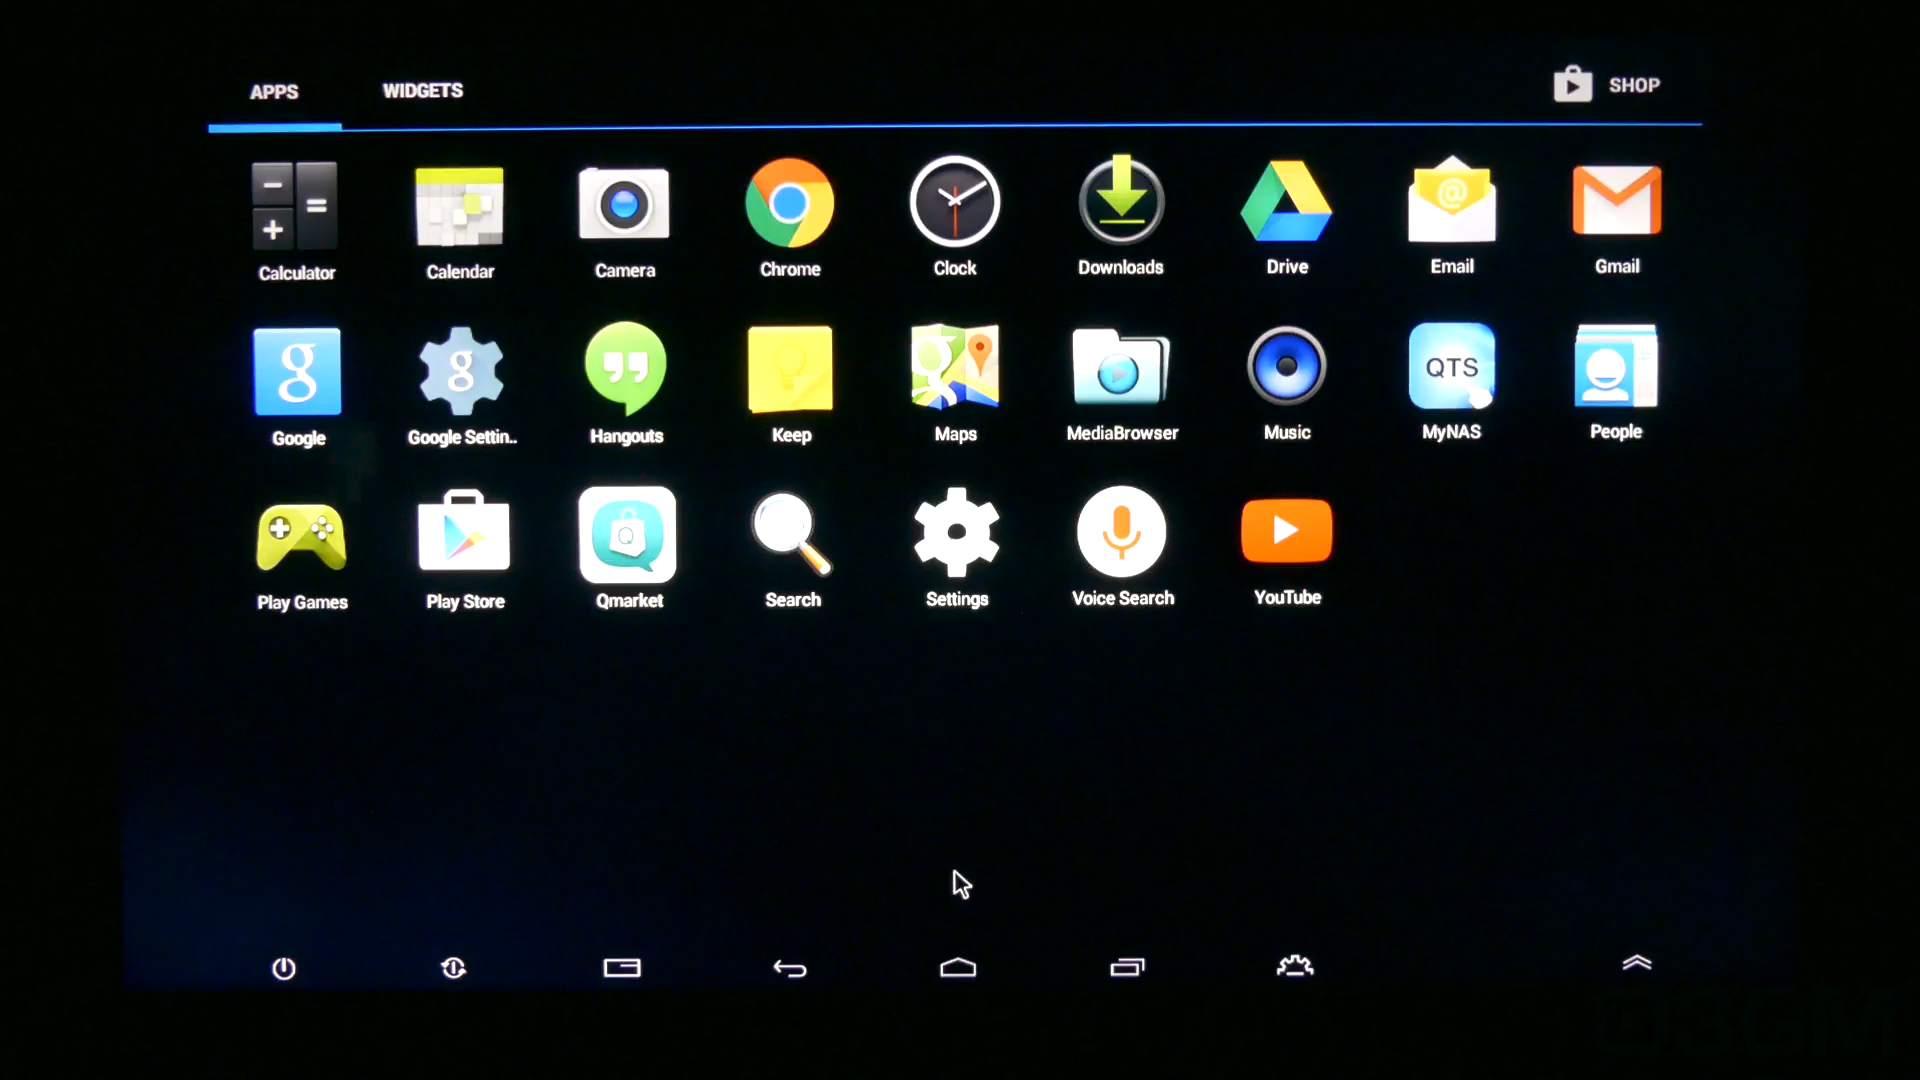 APPS WIDGETS SHOP
Calculator Calendar Camera Chrome Clock Downloads Drive Email Gmail
QTS
Google Google Settin.. Hangouts Keep Maps MediaBrowser Music MyNAS People
Play Games Play Store Qmarket Search Settings Voice Search YouTube